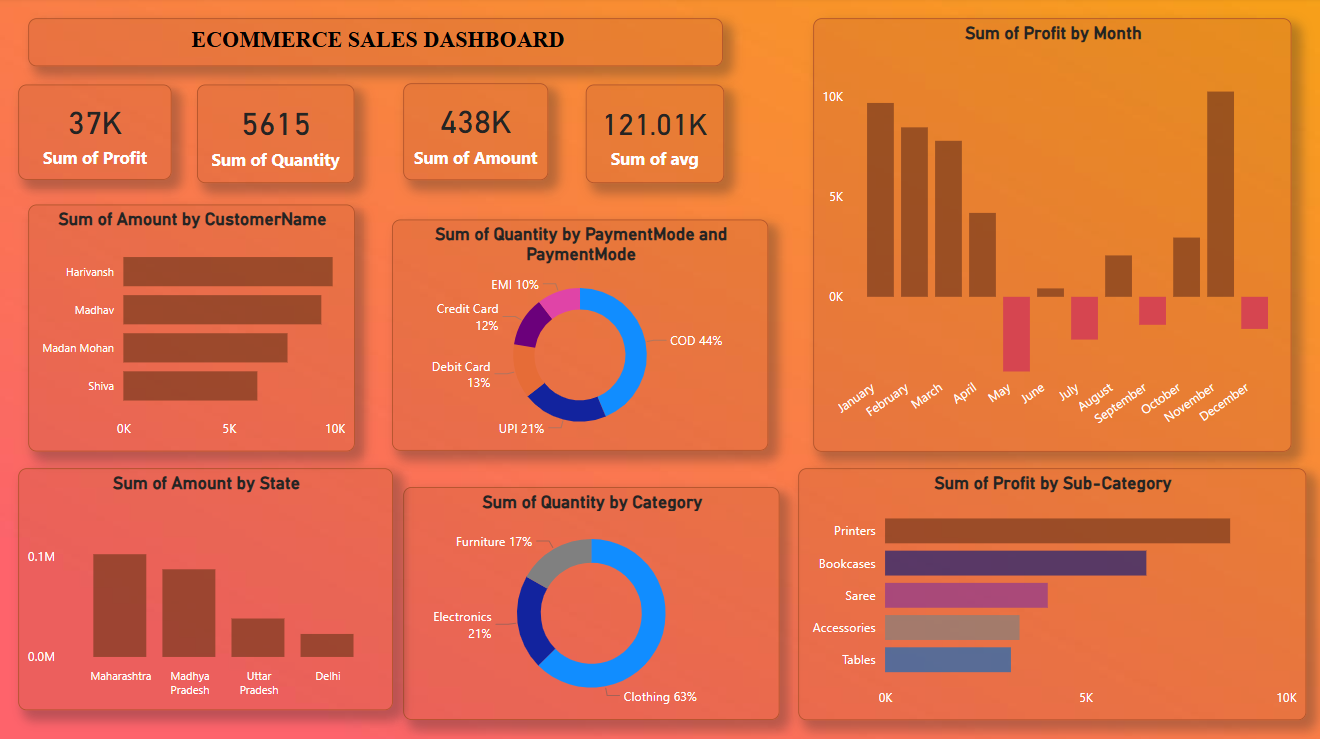 ECOMMERCE SALES DASHBOARD
37K
Sum of Profit
5615
Sum of Quantity
438K
Sum of Amount
121.01K
Sum of avg
Sum of Profit by Month
10K
5K
0K
January
February
March
April
May
June
July
August
September
October
November
December
Sum of Amount by CustomerName
Harivansh
Madhav
Madan Mohan
Shiva
0K
5K
10K
Sum of Quantity by PaymentMode and
PaymentMode
EMI 10%
Credit Card
12%
Debit Card
13%
UPI 21%
COD 44%
Sum of Amount by State
0.1M
0.0M
Maharashtra
Madhya
Pradesh
Uttar
Pradesh
Delhi
Sum of Quantity by Category
Furniture 17%
Electronics
21%
Clothing 63%
Sum of Profit by Sub-Category
Printers
Bookcases
Saree
Accessories
Tables
0K
5K
10K